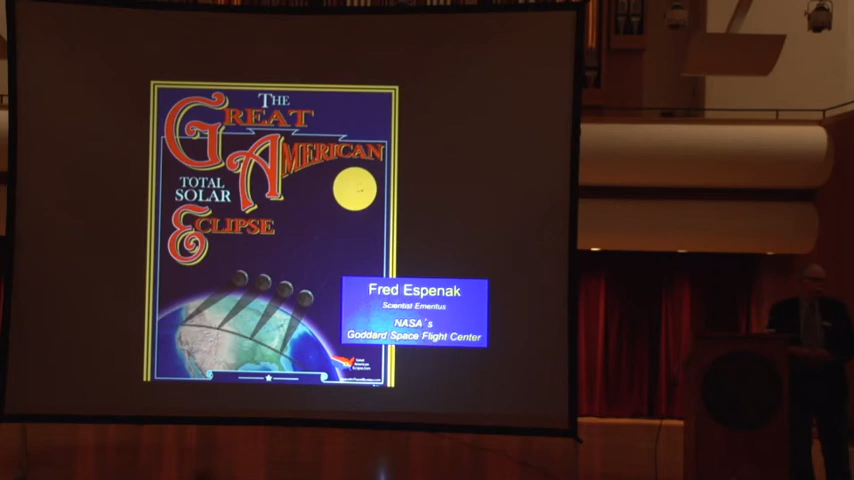 THE
GREAT
AMERICAN
TOTAL
SOLAR
ECLIPSE
Fred Espenak
Scientist Emeritus
NASA´s
Goddard Space Flight Center